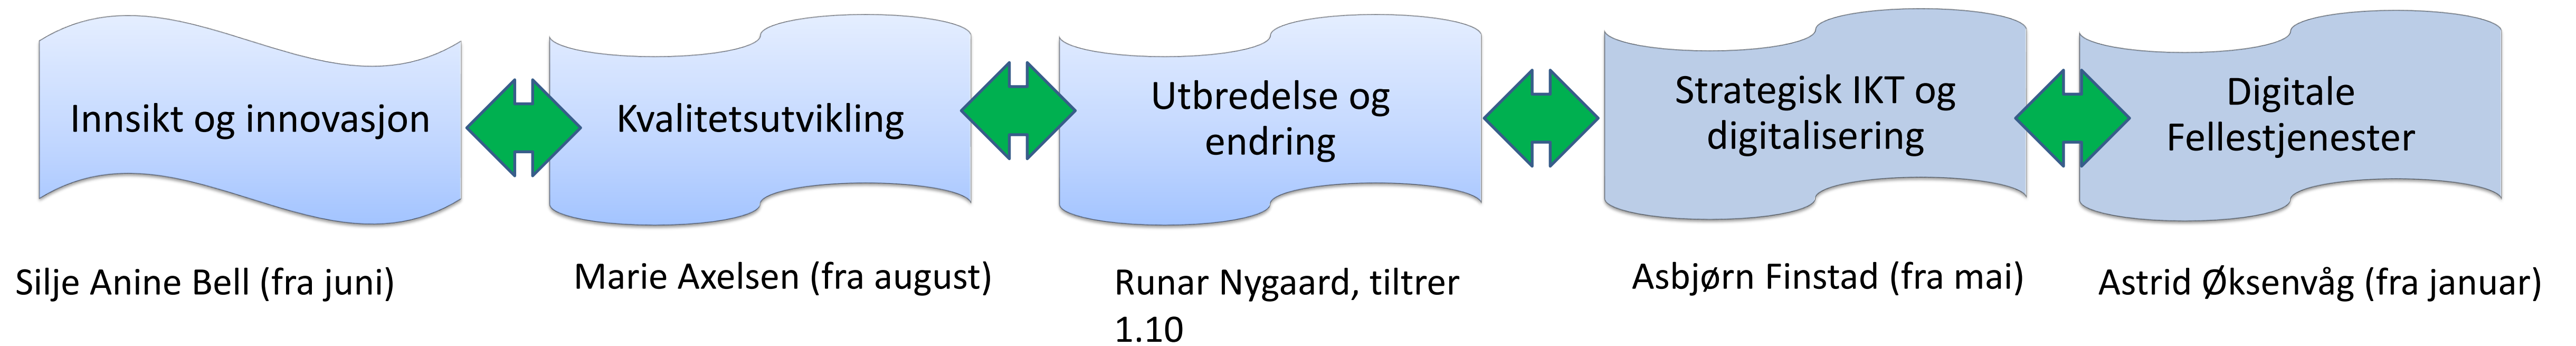 Innsikt og innovasjon
Kvalitetsutvikling
Utbredelse og
endring
Strategisk IKT og
digitalisering
Digitale
Fellestjenester
Silje Anine Bell (fra juni)
Marie Axelsen (fra august)
Runar Nygaard, tiltrer
1.10
Asbjørn Finstad (fra mai)
Astrid Øksenvåg (fra januar)